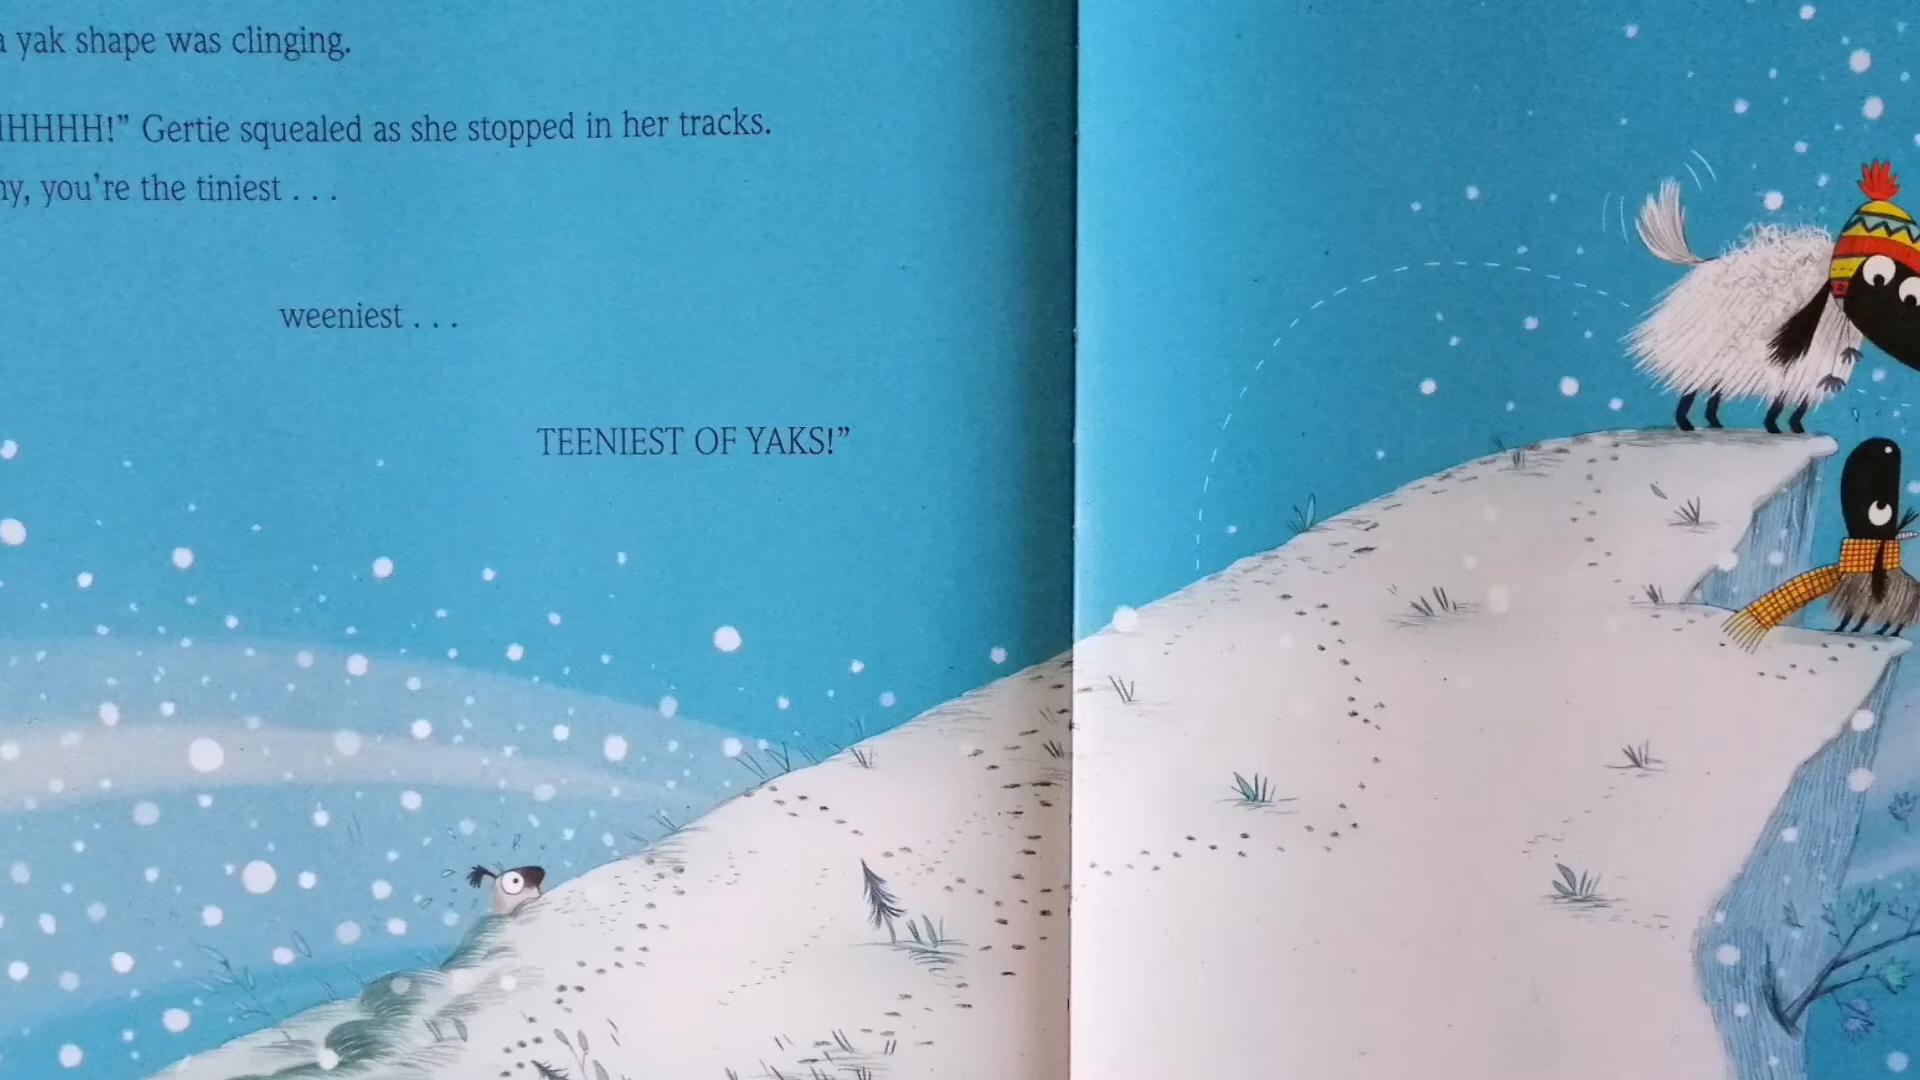 a yak shape was clinging.
HHHHH!” Gertie squealed as she stopped in her tracks.
you’re the tiniest . . .
weeniest . . .
TEENIEST OF YAKS!”